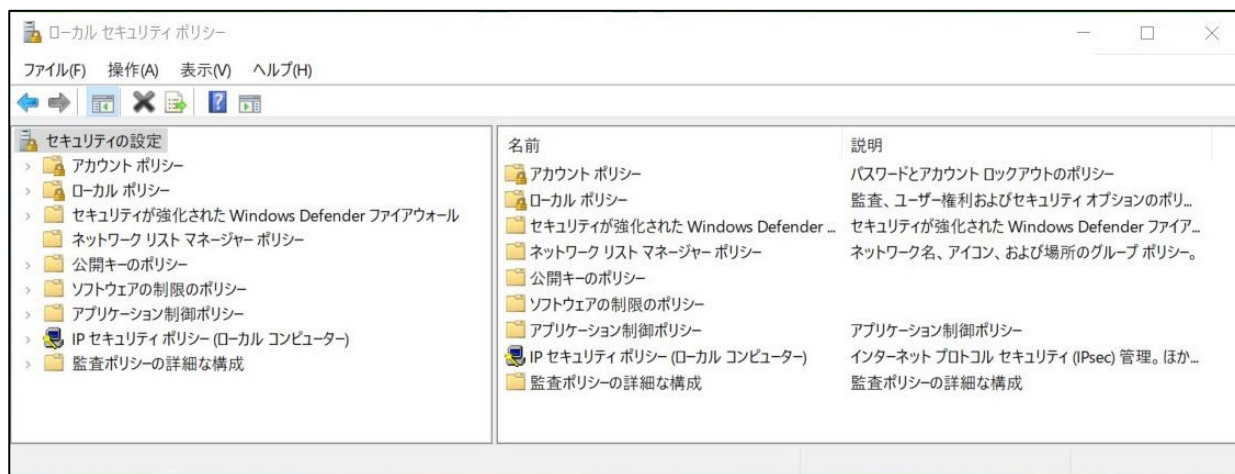 ローカル セキュリティ ポリシー
ファイル(F) 操作(A) 表示(V) ヘルプ(H)
セキュリティの設定
アカウント ポリシー
ローカル ポリシー
セキュリティが強化された Windows Defender ファイアウォール
ネットワーク リスト マネージャー ポリシー
公開キーのポリシー
ソフトウェアの制限のポリシー
アプリケーション制御ポリシー
IP セキュリティ ポリシー (ローカル コンピューター)
監査ポリシーの詳細な構成
名前 説明
アカウント ポリシー パスワードとアカウント ロックアウトのポリシー
ローカル ポリシー 監査、ユーザー権利およびセキュリティ オプションのポリ...
セキュリティが強化された Windows Defender ... セキュリティが強化された Windows Defender ファイア...
ネットワーク リスト マネージャー ポリシー ネットワーク名、アイコン、および場所のグループ ポリシー。
公開キーのポリシー
ソフトウェアの制限のポリシー
アプリケーション制御ポリシー アプリケーション制御ポリシー
IP セキュリティ ポリシー (ローカル コンピューター) インターネット プロトコル セキュリティ (IPsec) 管理。ほか...
監査ポリシーの詳細な構成 監査ポリシーの詳細な構成